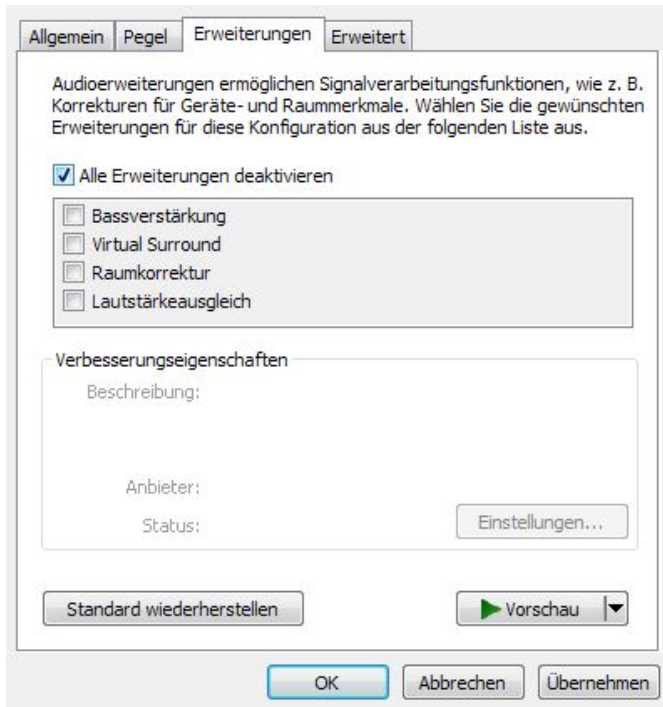 Allgemein Pegel Erweiterungen Erweitert
Audioerweiterungen ermöglichen Signalverarbeitungsfunktionen, wie z. B.
Korrekturen für Geräte- und Raummerkmale. Wählen Sie die gewünschten
Erweiterungen für diese Konfiguration aus der folgenden Liste aus.
Alle Erweiterungen deaktivieren
Bassverstärkung
Virtual Surround
Raumkorrektur
Lautstärkeausgleich
Verbesserungseigenschaften
Beschreibung:
Anbieter:
Status:
Einstellungen...
Standard wiederherstellen
Vorschau
OK Abbrechen Übernehmen